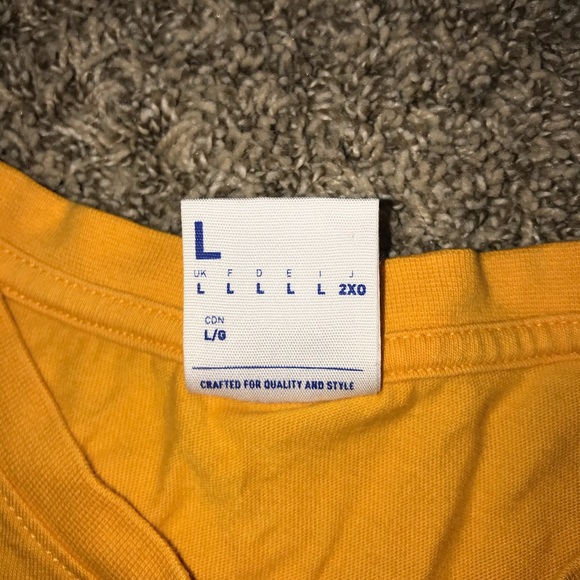 L
UK F D E I J
L L L L L 2XO
CDN
L/G
CRAFTED FOR QUALITY AND STYLE